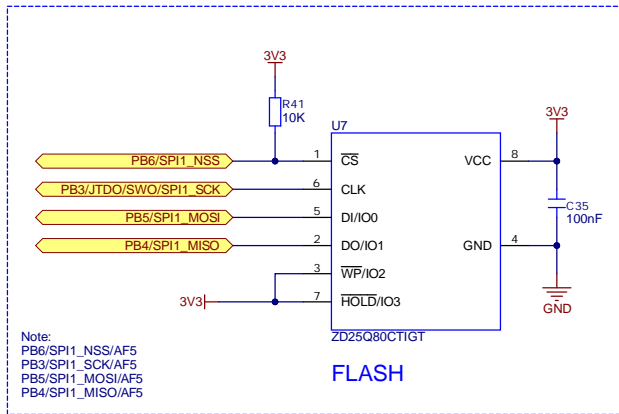 3V3
R41
10K
U7
3V3
PB6/SPI1_NSS
1
CS
VCC
8
PB3/JTDO/SWO/SPI1_SCK
6
CLK
C35
100nF
PB5/SPI1_MOSI
5
DI/IO0
PB4/SPI1_MISO
2
DO/IO1
GND
4
3
WP/IO2
3V3
7
HOLD/IO3
GND
ZD25Q80CTIGT
Note:
PB6/SPI1_NSS/AF5
PB3/SPI1_SCK/AF5
PB5/SPI1_MOSI/AF5
PB4/SPI1_MISO/AF5
FLASH